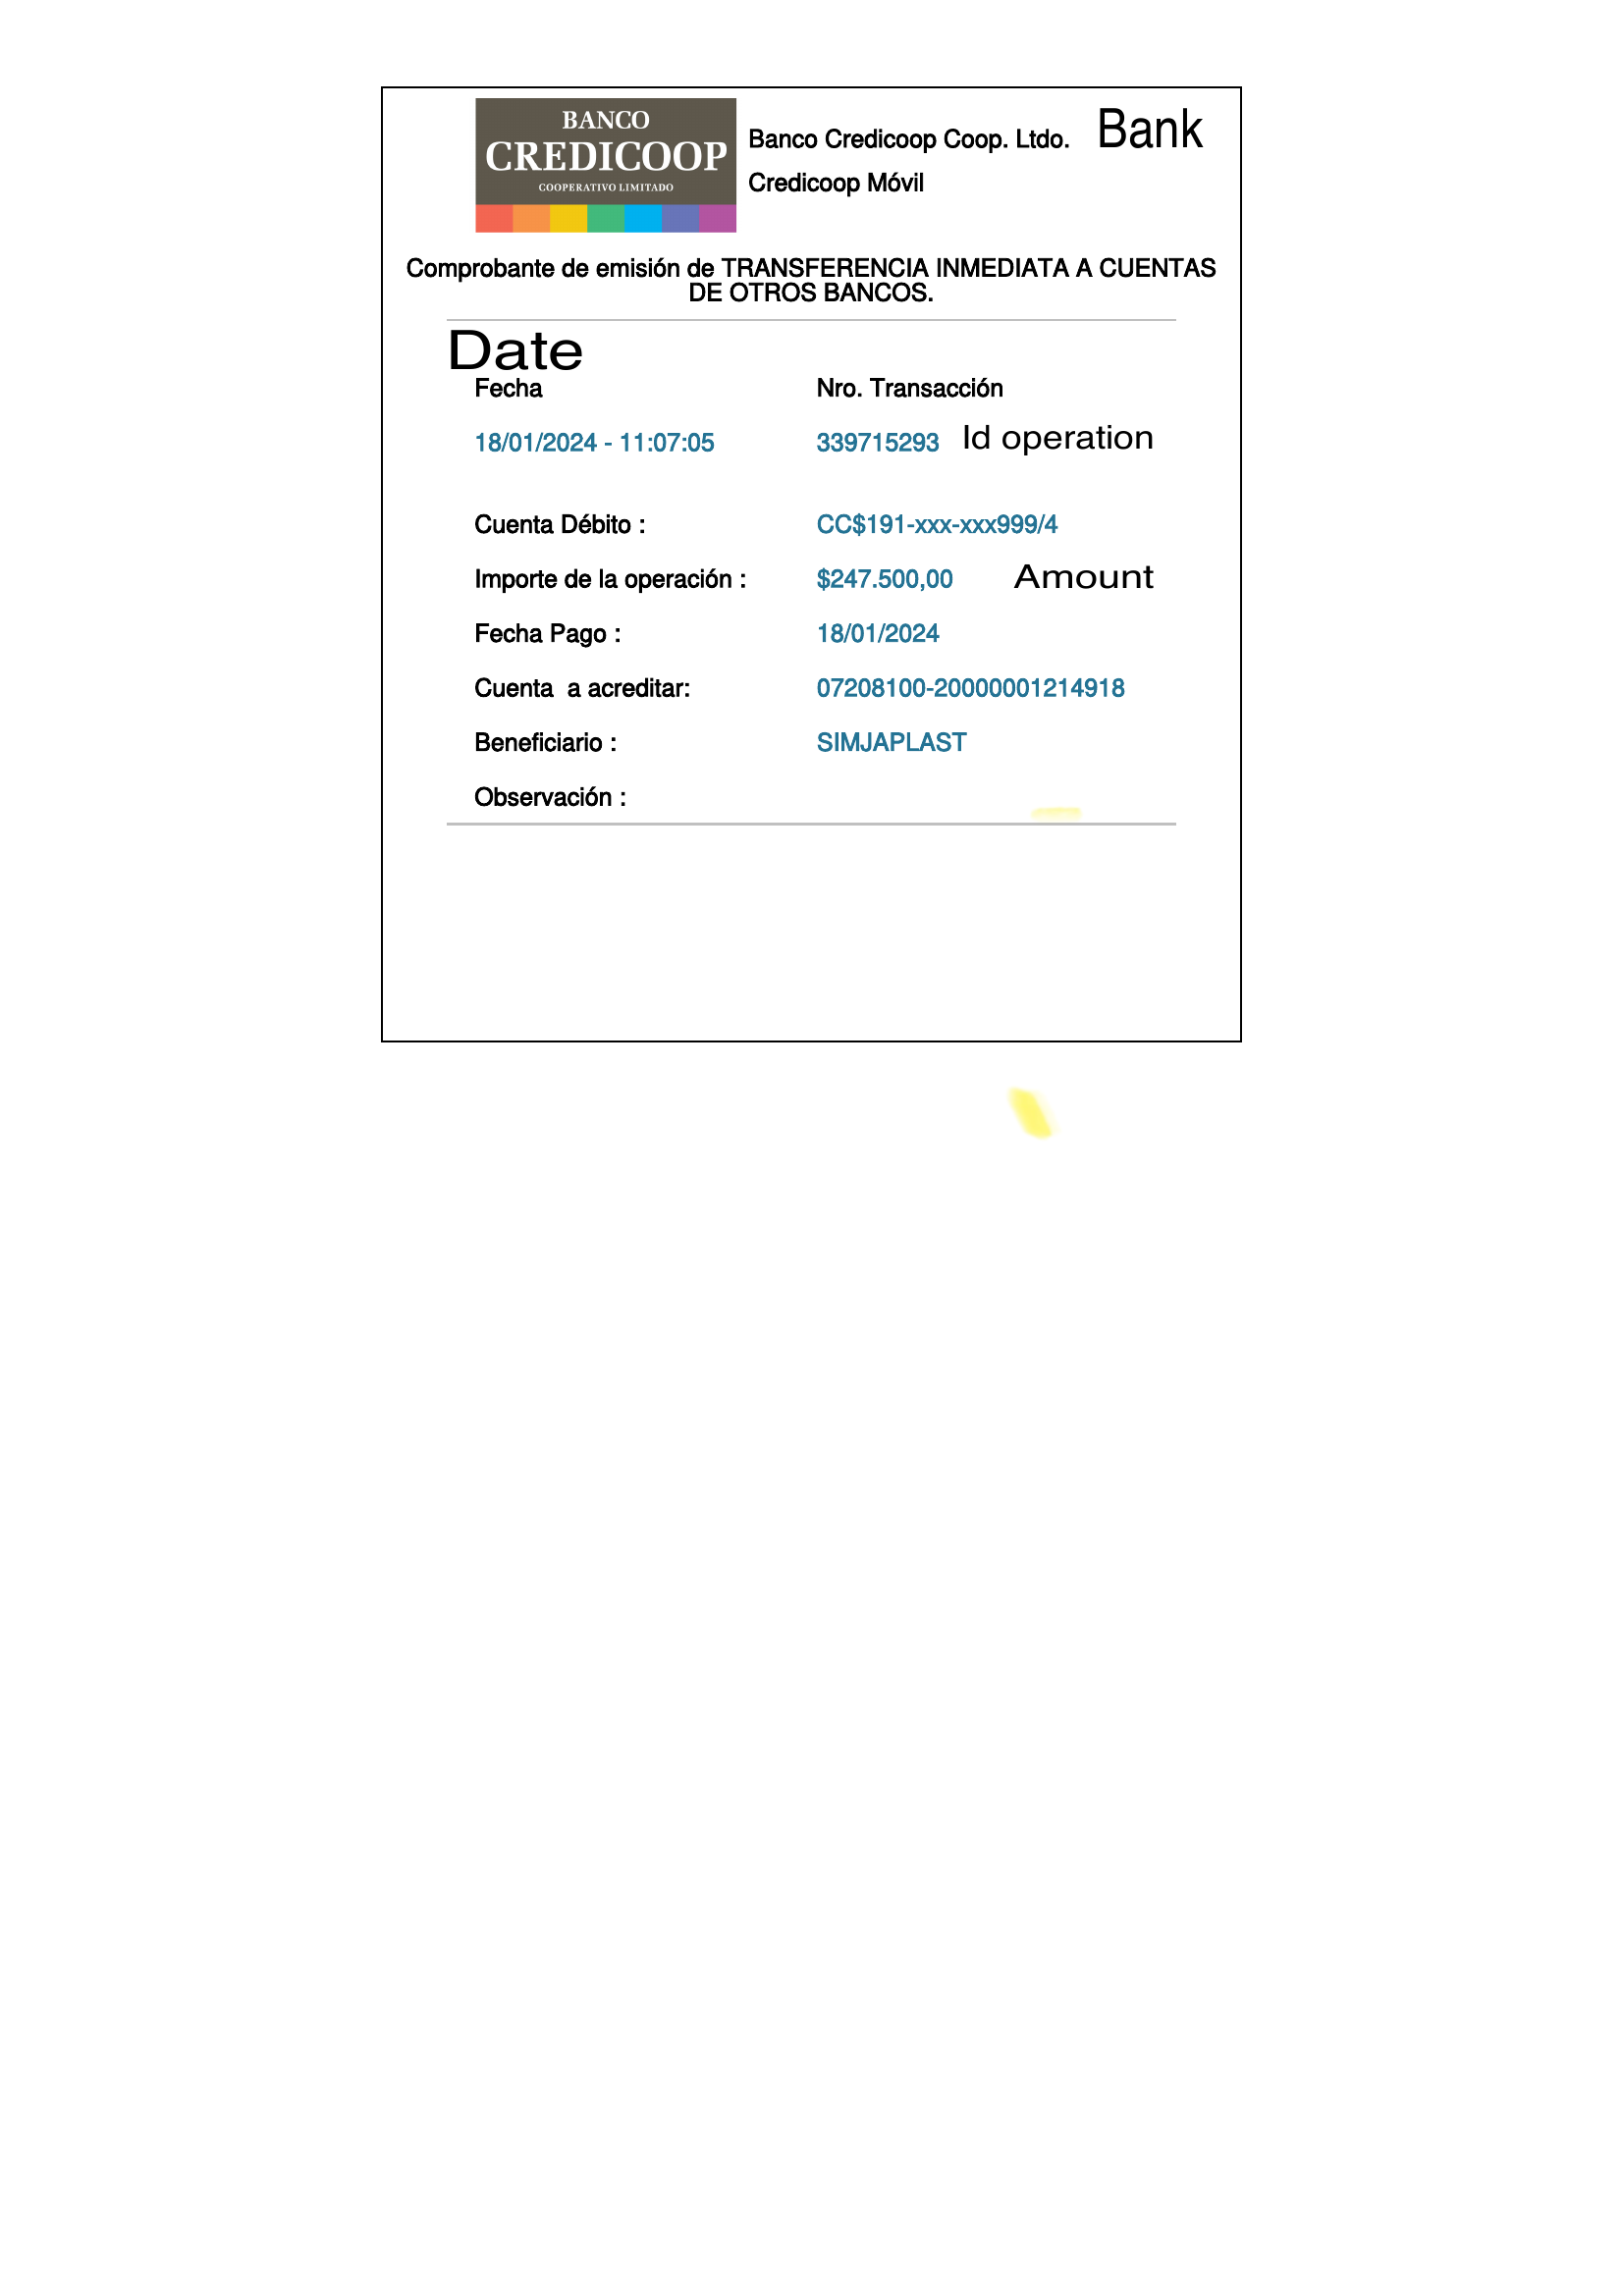 BANCO
CREDICOOP
COOPERATIVO LIMITADO
Banco Credicoop Coop. Ltdo. Bank
Credicoop Móvil
Comprobante de emisión de TRANSFERENCIA INMEDIATA A CUENTAS
DE OTROS BANCOS.
Date
Fecha Nro. Transacción
18/01/2024 - 11:07:05 339715293 Id operation
Cuenta Débito : CC$191-xxx-xxx999/4
Importe de la operación : $247.500,00 Amount
Fecha Pago : 18/01/2024
Cuenta a acreditar: 07208100-20000001214918
Beneficiario : SIMJAPLAST
Observación :